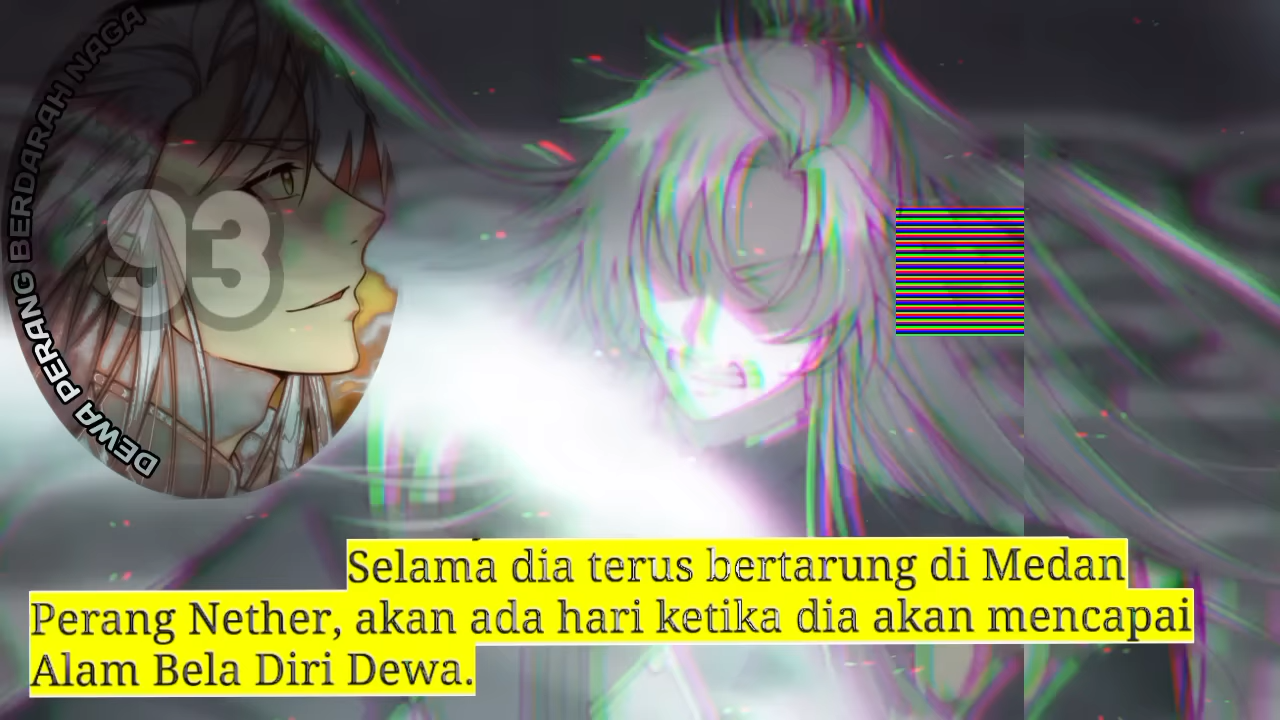 DEWA PERANG BERDARAH NAGA
93
Selama dia terus bertarung di Medan
Perang Nether, akan ada hari ketika dia akan mencapai
Alam Bela Diri Dewa.